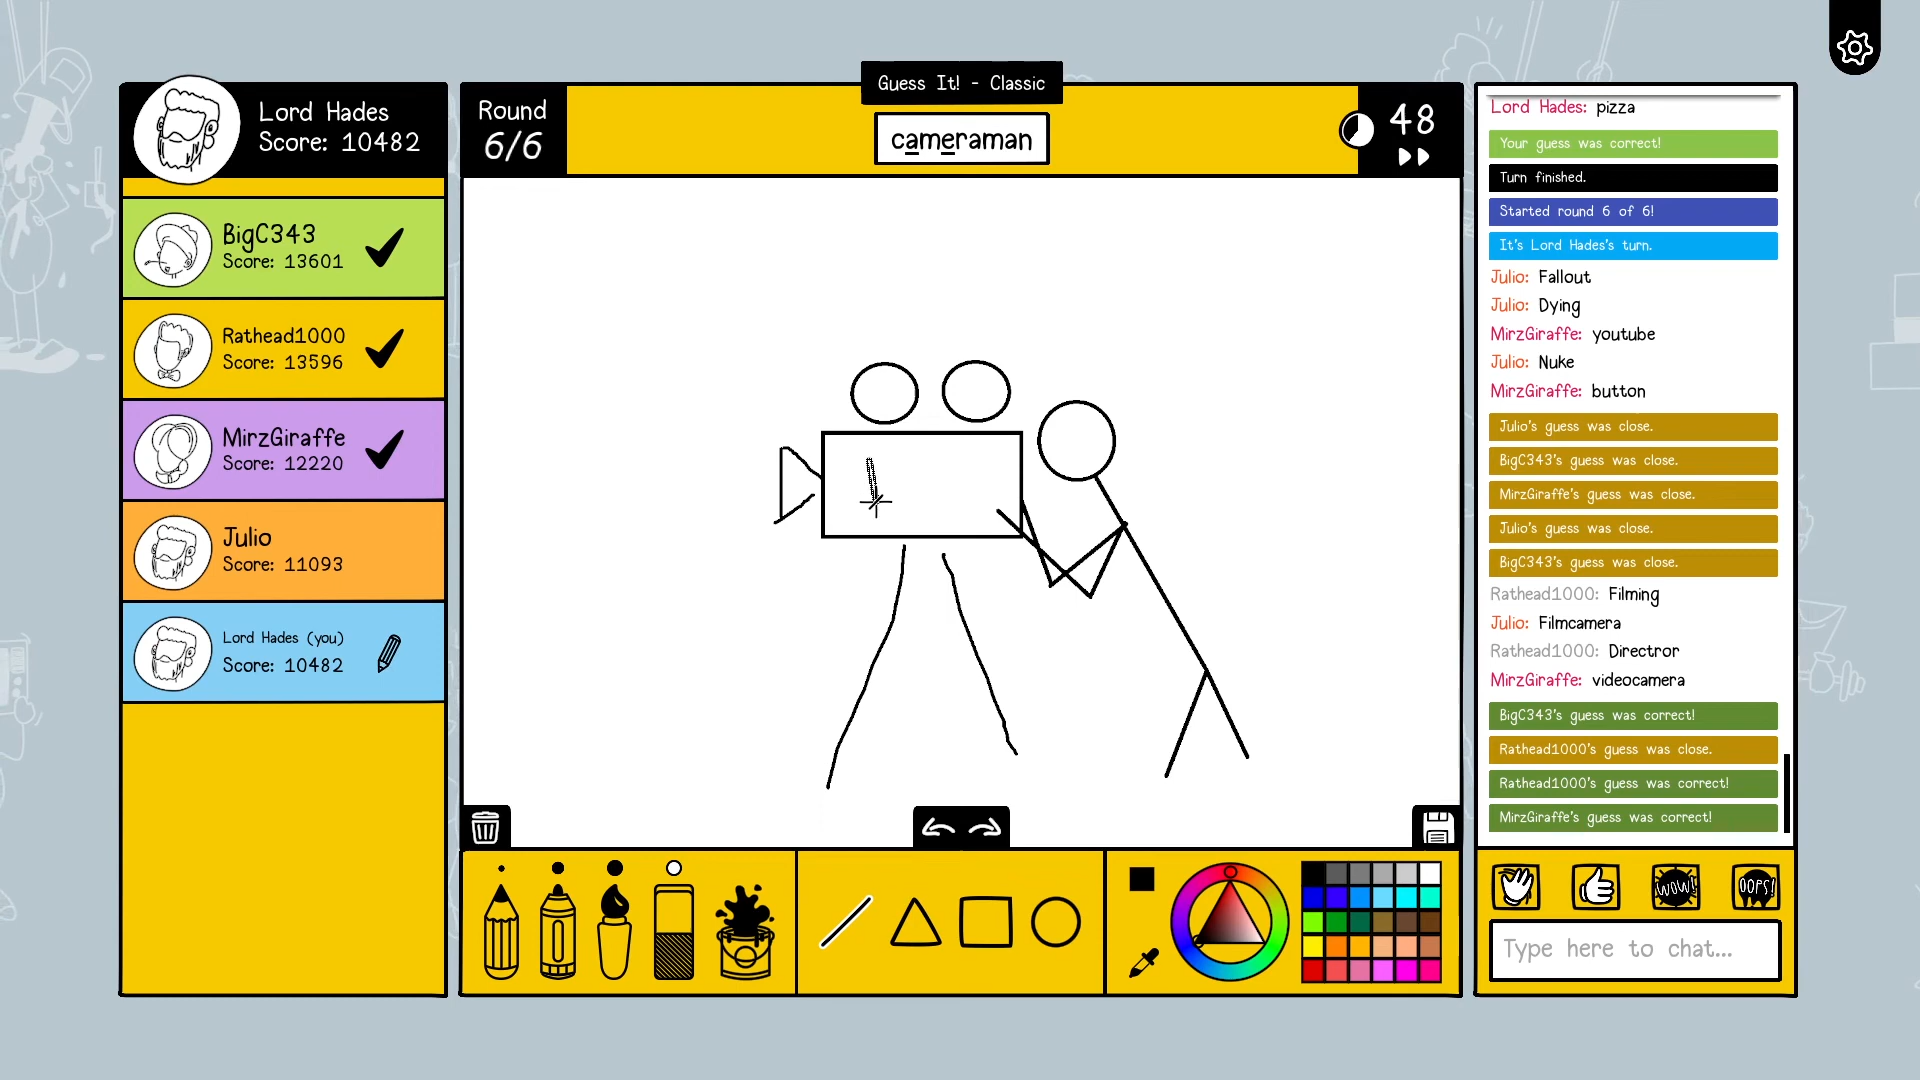 Guess It! - Classic
Lord Hades
Score: 10482
Round
6/6
cameraman
48
BigC343
Score: 13601
Rathead1000
Score: 13596
MirzGiraffe
Score: 12220
Julio
Score: 11093
Lord Hades (you)
Score: 10482
Lord Hades: pizza
Your guess was correct!
Turn finished.
Started round 6 of 6!
It's Lord Hades's turn.
Julio: Fallout
Julio: Dying
MirzGiraffe: youtube
Julio: Nuke
MirzGiraffe: button
Julio's guess was close.
BigC343's guess was close.
MirzGiraffe's guess was close.
Julio's guess was close.
BigC343's guess was close.
Rathead1000: Filming
Julio: Filmcamera
Rathead1000: Directror
MirzGiraffe: videocamera
BigC343's guess was correct!
Rathead1000's guess was close.
Rathead1000's guess was correct!
MirzGiraffe's guess was correct!
WOW!
OOPS!
Type here to chat...